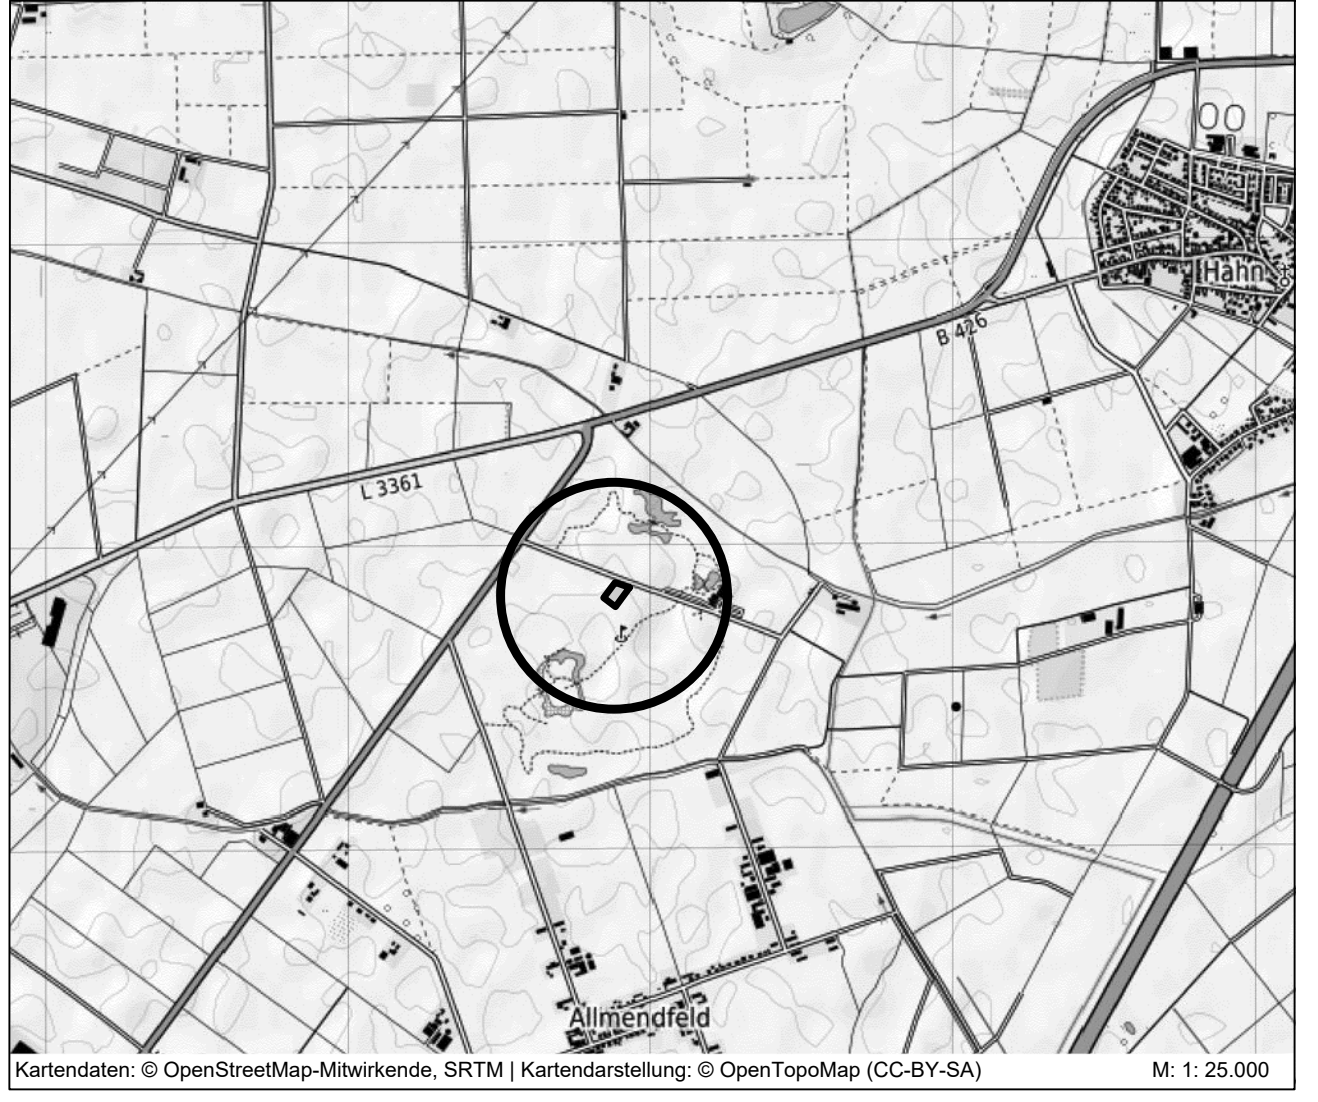 Hahn
B 426
L 3361
Allmendfeld
Kartendaten: © OpenStreetMap-Mitwirkende, SRTM | Kartendarstellung: © OpenTopoMap (CC-BY-SA) M: 1: 25.000